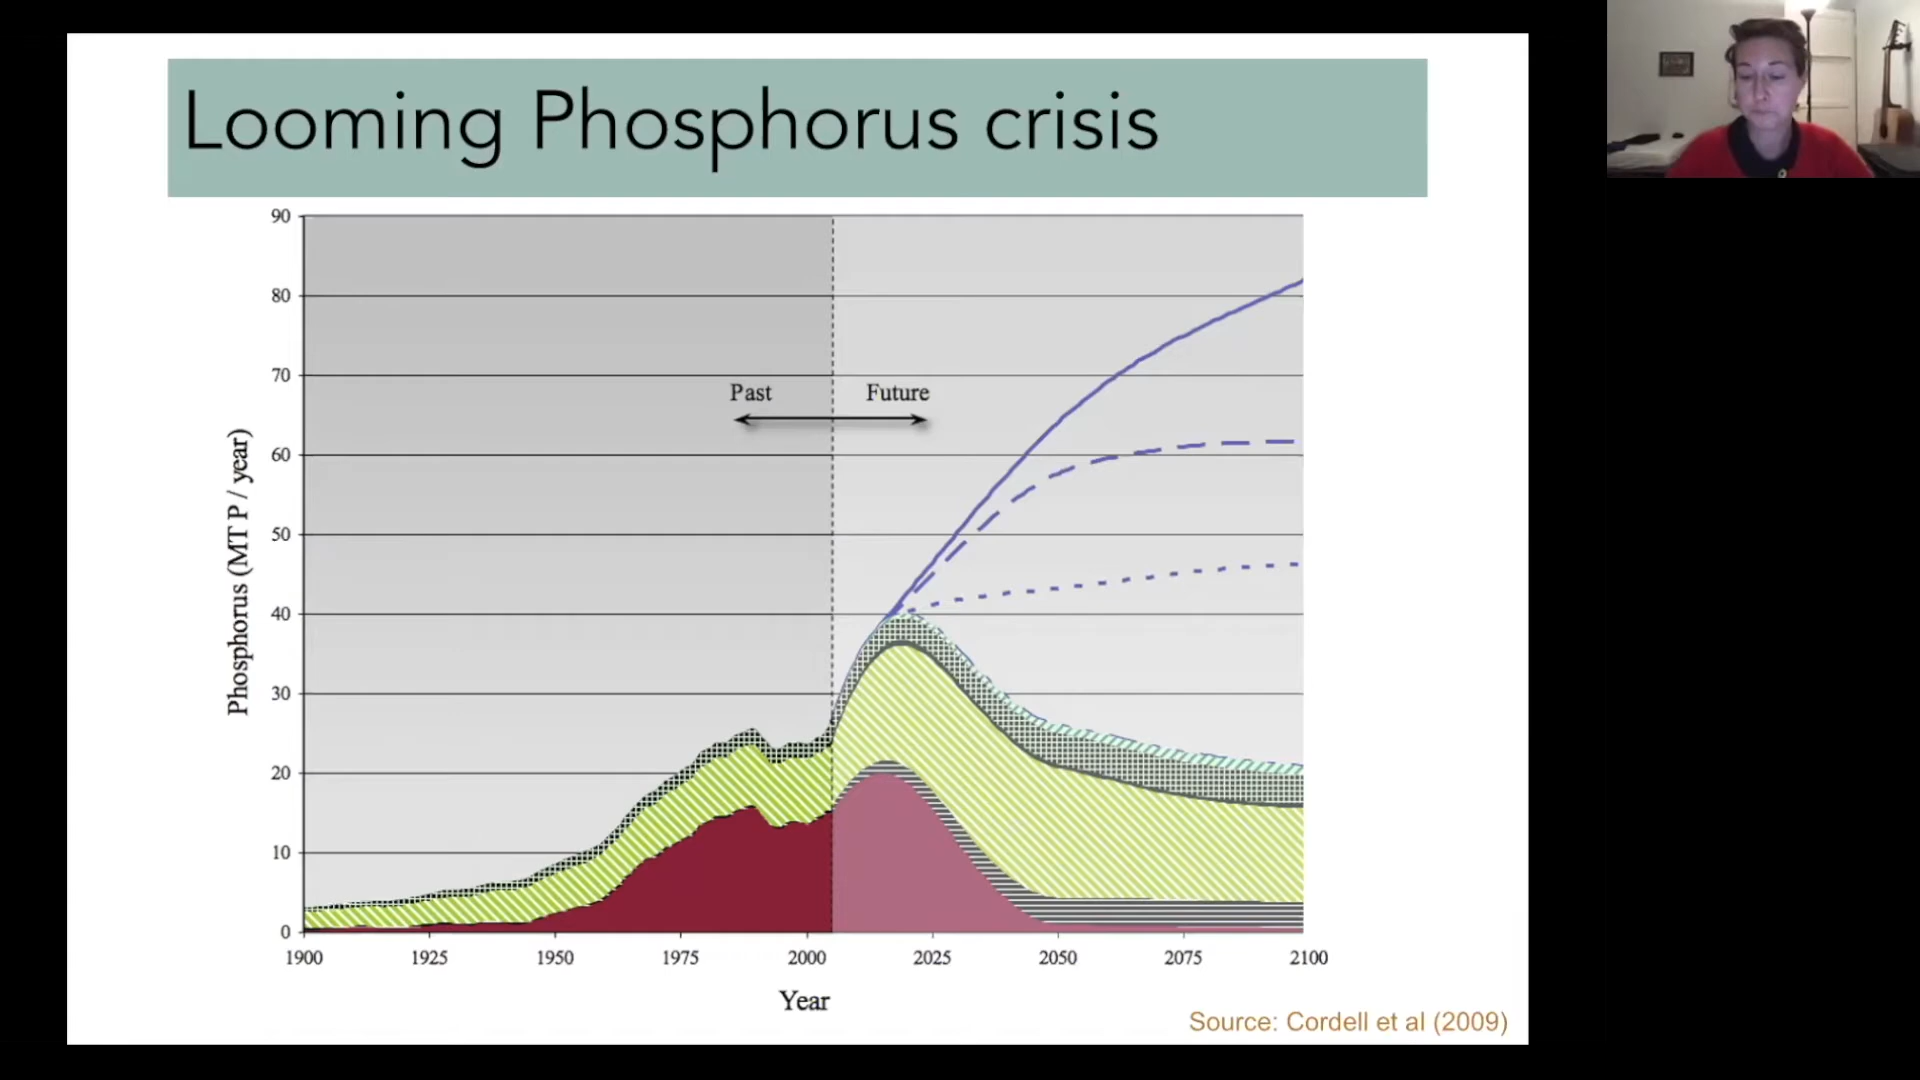 Looming Phosphorus crisis
90
80
70
60
50
40
30
20
10
0
Phosphorus (MT P / year)
Past
Future
1900 1925 1950 1975 2000 2025 2050 2075 2100
Year
Source: Cordell et al (2009)